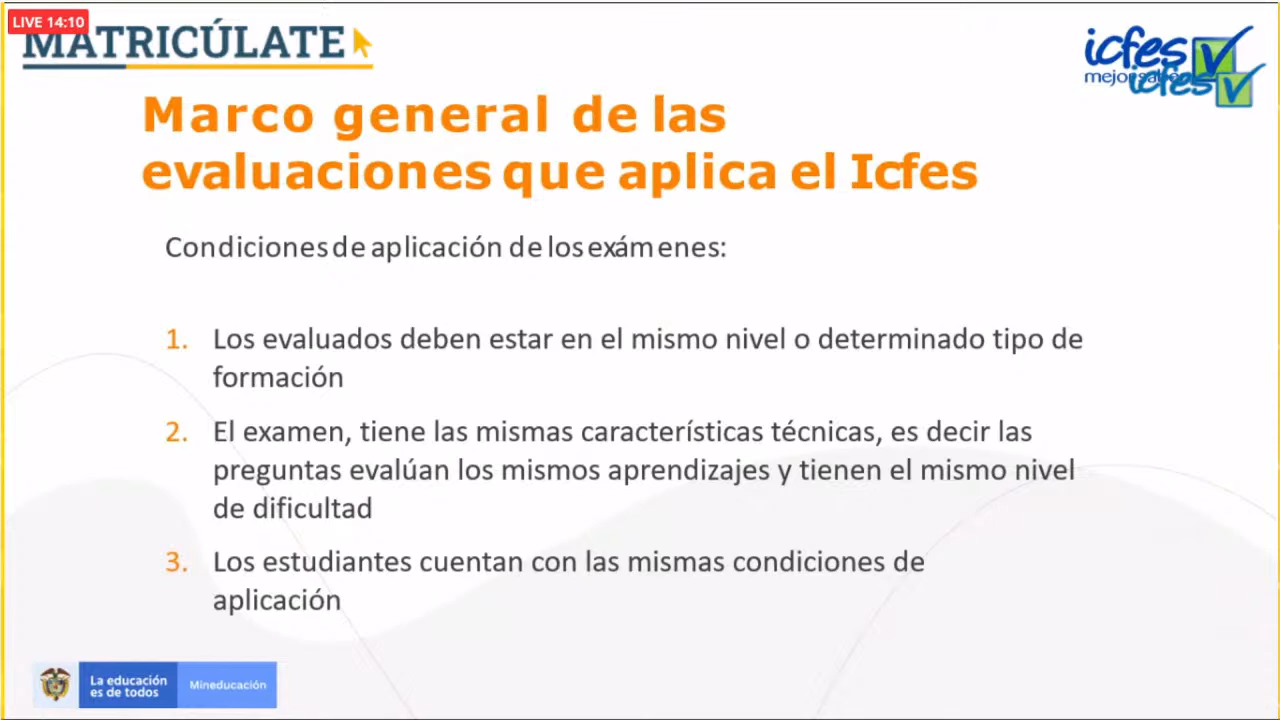 LIVE 14:10
MATRICÚLATE
icfes
mejor
icfes
Marco general de las
evaluaciones que aplica el Icfes
Condiciones de aplicación de los exámenes:
1. Los evaluados deben estar en el mismo nivel o determinado tipo de
formación
2. El examen, tiene las mismas características técnicas, es decir las
preguntas evalúan los mismos aprendizajes y tienen el mismo nivel
de dificultad
3. Los estudiantes cuentan con las mismas condiciones de
aplicación
La educación
es de todos
Mineducación